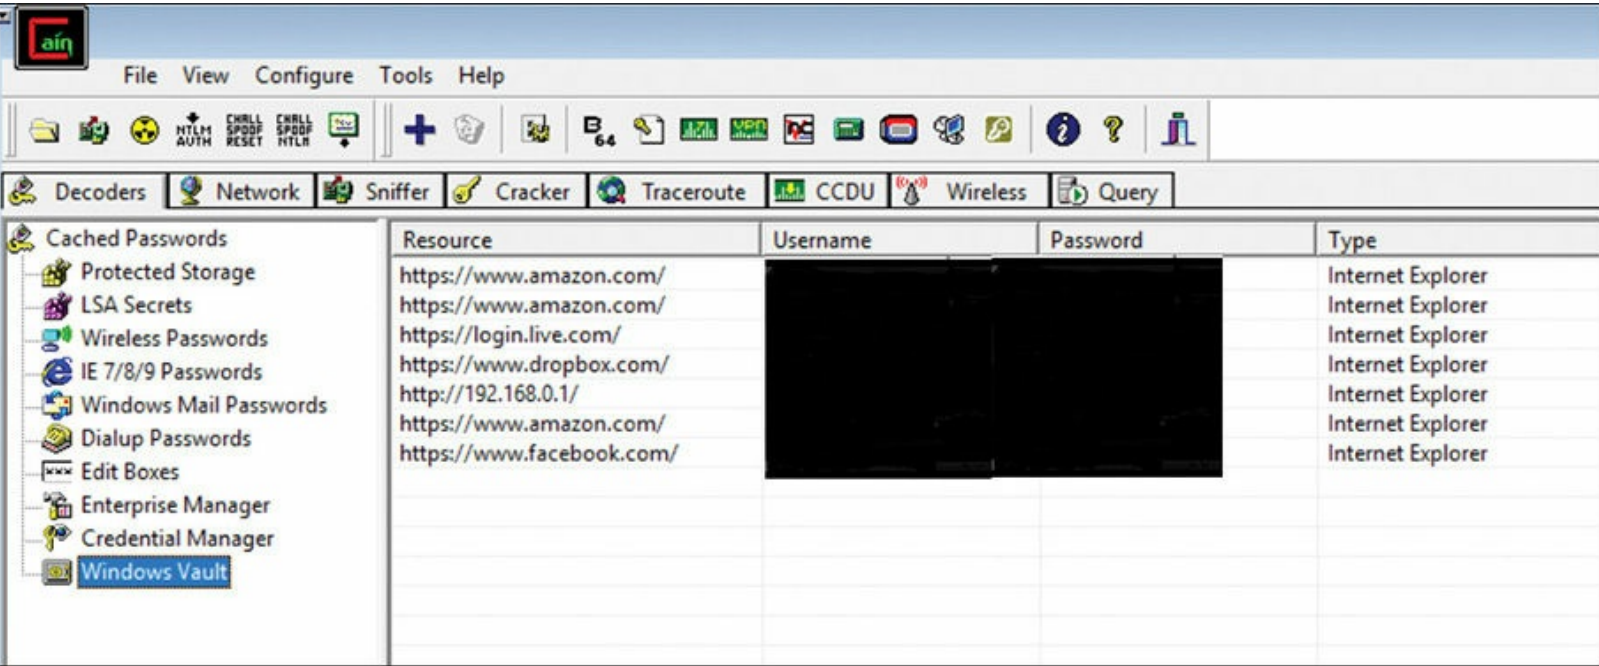 Cain
File View Configure Tools Help
NTLM AUTH CHALL SPOOF RESET CHALL SPOOF NTLM B64 VPN
Decoders Network Sniffer Cracker Traceroute CCDU Wireless Query
Cached Passwords
Protected Storage
LSA Secrets
Wireless Passwords
IE 7/8/9 Passwords
Windows Mail Passwords
Dialup Passwords
Edit Boxes
Enterprise Manager
Credential Manager
Windows Vault
Resource Username Password Type
https://www.amazon.com/ Internet Explorer
https://www.amazon.com/ Internet Explorer
https://login.live.com/ Internet Explorer
https://www.dropbox.com/ Internet Explorer
http://192.168.0.1/ Internet Explorer
https://www.amazon.com/ Internet Explorer
https://www.facebook.com/ Internet Explorer